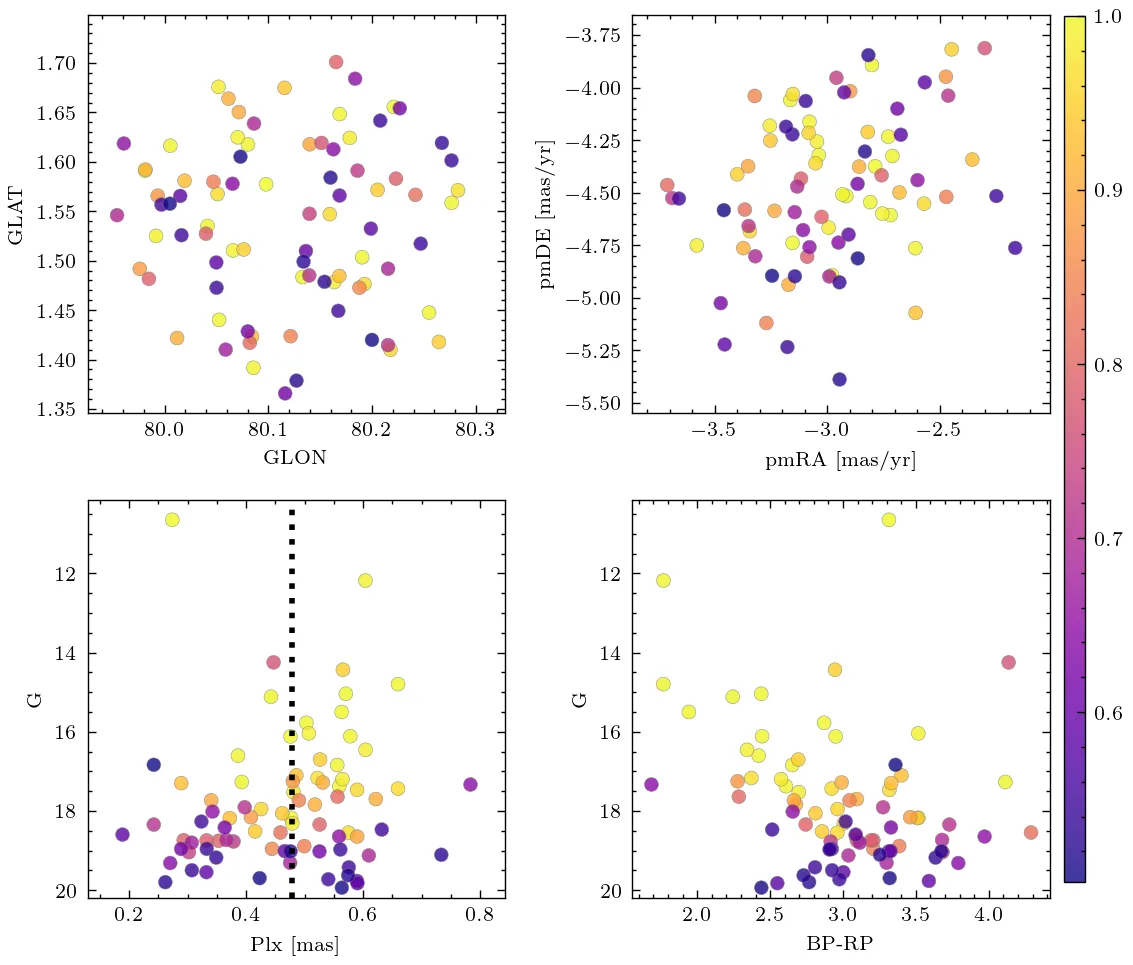 1.70
1.65
1.60
1.55
1.50
1.45
1.40
1.35
GLAT
80.0 80.1 80.2 80.3
GLON
−3.75
−4.00
−4.25
−4.50
−4.75
−5.00
−5.25
−5.50
pmDE [mas/yr]
−3.5 −3.0 −2.5
pmRA [mas/yr]
1.0
0.9
0.8
0.7
0.6
12
14
16
18
20
G
0.2 0.4 0.6 0.8
Plx [mas]
12
14
16
18
20
G
2.0 2.5 3.0 3.5 4.0
BP-RP